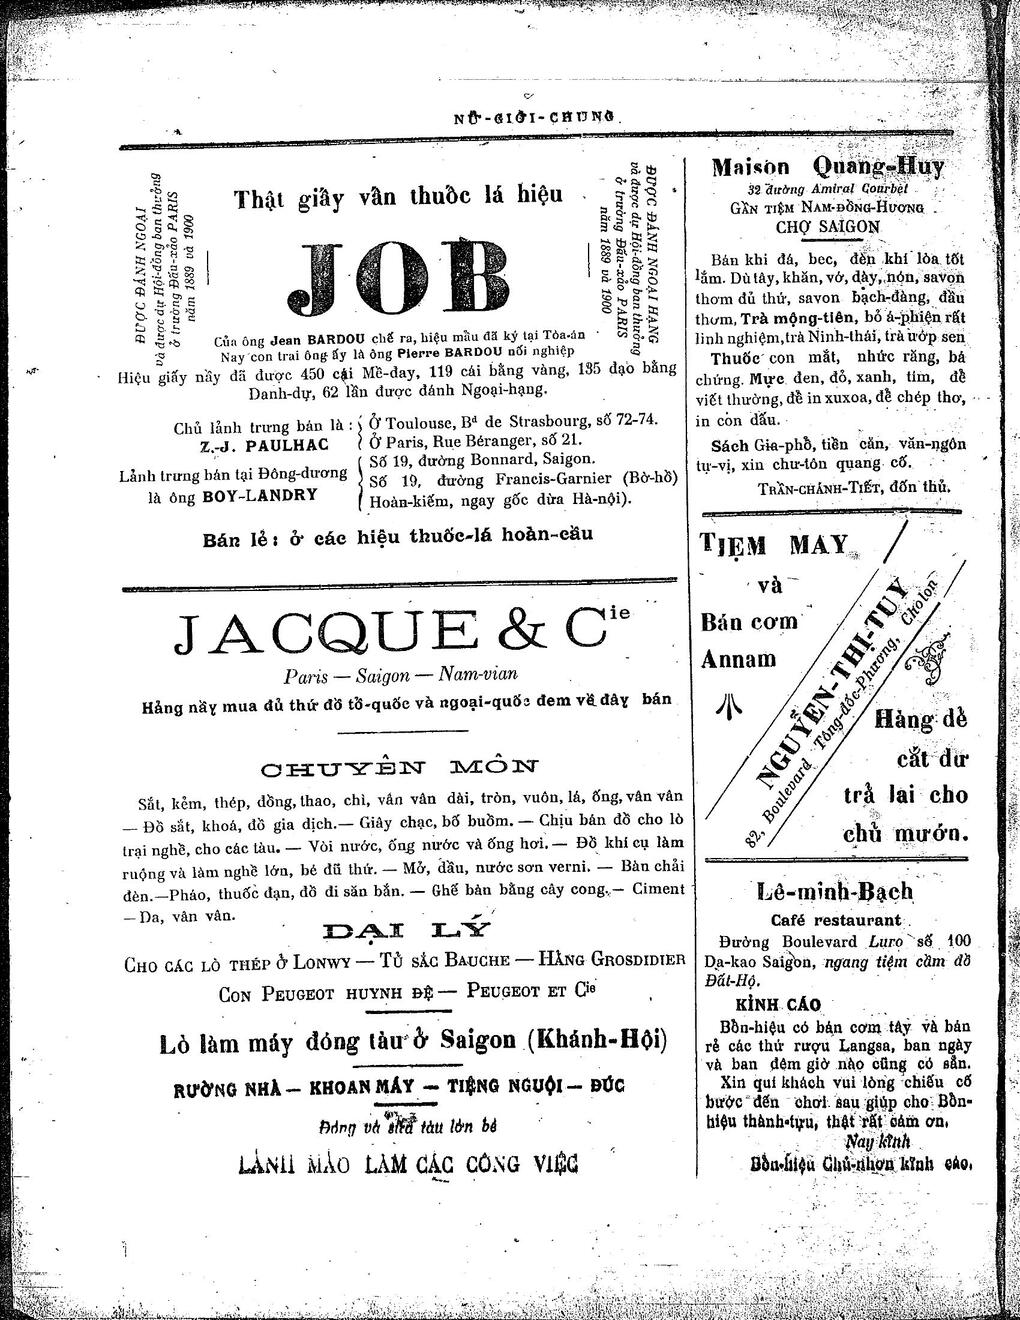 NỮ-GIỚI-CHUNG
ĐƯỢC ĐÁNH NGOẠI
và được dự Hội-đồng ban thưởng
ở trường Đấu-xảo PARIS
năm 1889 và 1900
Thật giấy vấn thuốc lá hiệu
JOB
ĐƯỢC ĐÁNH NGOẠI HẠNG
và được dự Hội-đồng ban thưởng
ở trường Đấu-xảo PARIS
năm 1889 và 1900
Của ông Jean BARDOU chế ra, hiệu mẫu đã ký tại Tòa-án
Nay con trai ông ấy là ông Pierre BARDOU nối nghiệp
Hiệu giấy nầy đã được 450 cái Mề-day, 119 cái bằng vàng, 135 đạo bằng
Danh-dự, 62 lần được đánh Ngoại-hạng.
Chủ lảnh trưng bán là :
Z.-J. PAULHAC
Ở Toulouse, Bd de Strasbourg, số 72-74.
Ở Paris, Rue Béranger, số 21.
Lảnh trưng bán tại Đông-dương
là ông BOY-LANDRY
Số 19, đường Bonnard, Saigon.
Số 19, đường Francis-Garnier (Bờ-hồ)
Hoàn-kiếm, ngay gốc dừa Hà-nội).
Bán lẻ : ở các hiệu thuốc-lá hoàn-cầu
JACQUE & Cie
Paris — Saigon — Nam-vian
Hảng nầy mua đủ thứ đồ tổ-quốc và ngoại-quốc đem về đây bán
CHUYÊN MÔN
Sắt, kẻm, thép, đồng, thao, chì, vân vân dài, tròn, vuôn, lá, ống, vân vân
— Đồ sắt, khoá, đồ gia dịch.— Giây chạc, bố buồm. — Chịu bán đồ cho lò
trại nghề, cho các tàu. — Vòi nước, ống nước và ống hơi.— Đồ khí cụ làm
ruộng và làm nghề lớn, bé đủ thứ. — Mở, dầu, nước sơn verni. — Bàn chải
đèn.—Pháo, thuốc đạn, đồ đi săn bắn. — Ghế bàn bằng cây cong.— Ciment
— Da, vân vân.
DẠI LÝ
CHO CÁC LÒ THÉP Ở LONWY — TỦ SẮC BAUCHE — HẢNG GROSDIDIER
CON PEUGEOT HUYNH ĐỆ — PEUGEOT ET Cie
Lò làm máy đóng tàu ở Saigon (Khánh-Hội)
RƯỜNG NHÀ — KHOAN MÁY — TIỆNG NGUỘI — ĐÚC
Đóng và sửa tàu lớn bé
LẢNH MÀO LÀM CÁC CÔNG VIỆC
Maison Quang-Huy
32 đường Amiral Courbet
GẦN TIỆM NAM-ĐỒNG-HƯƠNG
CHỢ SAIGON
Bán khi đá, bec, đèn khí lòa tốt
lắm. Dù tây, khăn, vớ, dày, nón, savon
thơm đủ thứ, savon bạch-đàng, dầu
thơm, Trà mộng-tiên, bỏ á-phiện rất
linh nghiệm, trà Ninh-thái, trà ướp sen
Thuốc con mắt, nhức răng, bá
chứng. Mực đen, đỏ, xanh, tím, để
viết thường, để in xuxoa, để chép thơ,
in con dấu.
Sách Gia-phổ, tiền căn, văn-ngôn
tự-vị, xin chư-tôn quang cố.
TRẦN-CHÁNH-TIẾT, đốn thủ.
TIỆM MAY
và
Bán cơm
Annam
NGUYỄN-THỊ-TUY
82, Boulevard Tổng-đốc-Phương, Cholon
Hàng để
cắt dư
trả lại cho
chủ mướn.
Lê-minh-Bạch
Café restaurant
Đường Boulevard Luro số 100
Dạ-kao Saigon, ngang tiệm cầm đồ
Đất-Hộ.
KÍNH CÁO
Bồn-hiệu có bán cơm tây và bán
rẻ các thứ rượu Langsa, ban ngày
và ban đêm giờ nào cũng có sẵn.
Xin quí khách vui lòng chiếu cố
bước đến chơi sau giúp cho Bồn-
hiệu thành-tựu, thật rất cám ơn,
Nay kính
Bồn-hiệu Chủ-nhơn kính cáo.